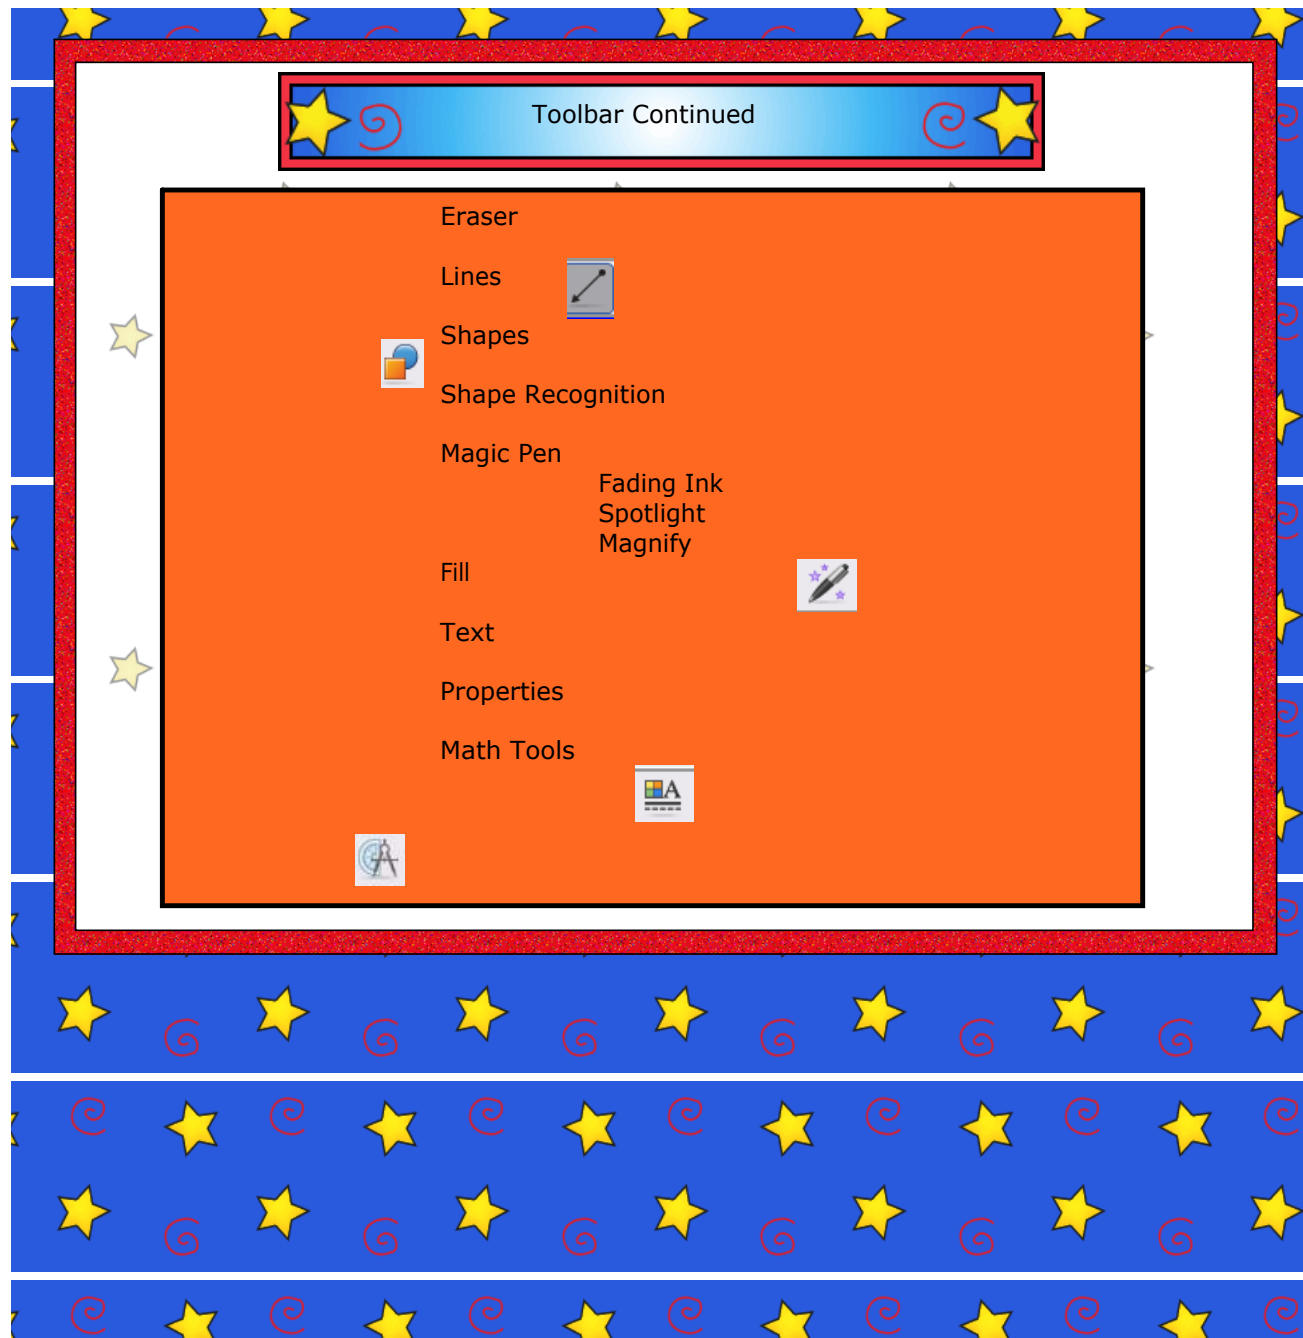 Toolbar Continued
Eraser
Lines
Shapes
Shape Recognition
Magic Pen
Fading Ink
Spotlight
Magnify
Fill
Text
Properties
Math Tools
A